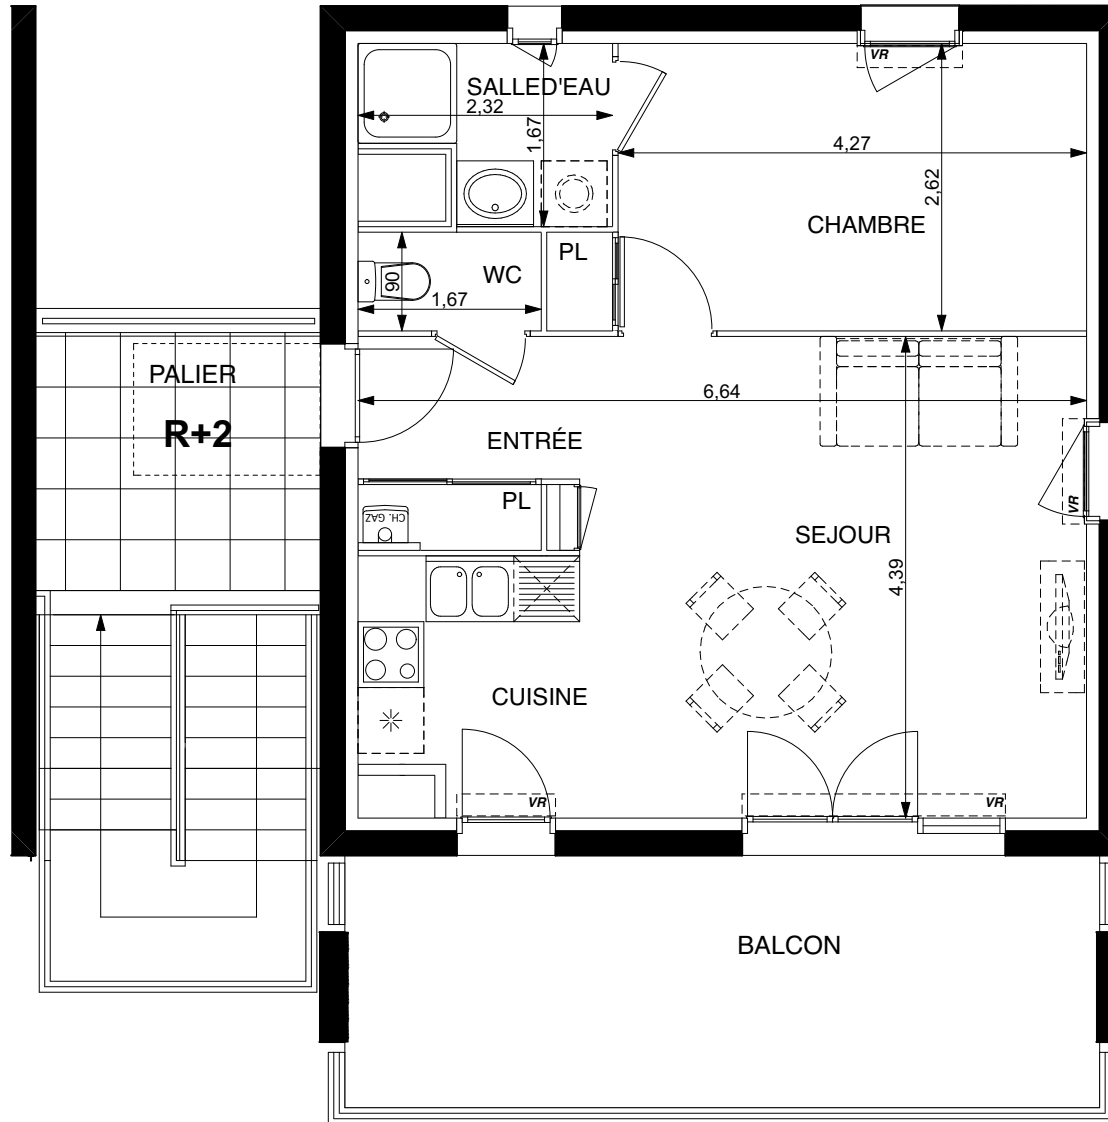 VR
SALLED'EAU
2,32
1,67
4,27
2,62
CHAMBRE
PL
WC
90
1,67
PALIER
R+2
6,64
ENTRÉE
PL
CH. GAZ
VR
SEJOUR
4,39
CUISINE
VR
VR
BALCON